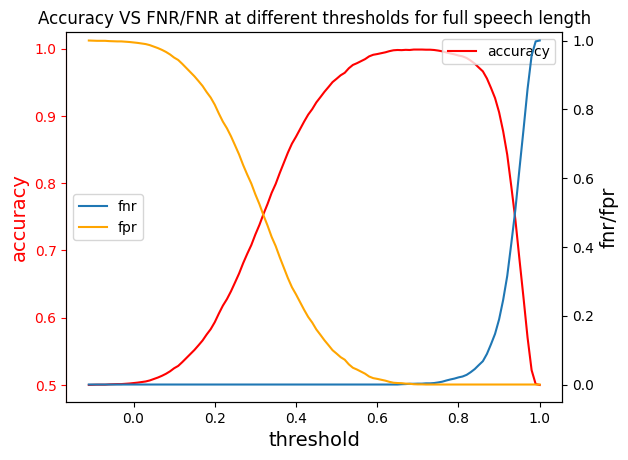 Accuracy VS FNR/FNR at different thresholds for full speech length
accuracy
fnr
fpr
1.0
0.9
0.8
0.7
0.6
0.5
accuracy
1.0
0.8
0.6
0.4
0.2
0.0
fnr/fpr
0.0 0.2 0.4 0.6 0.8 1.0
threshold